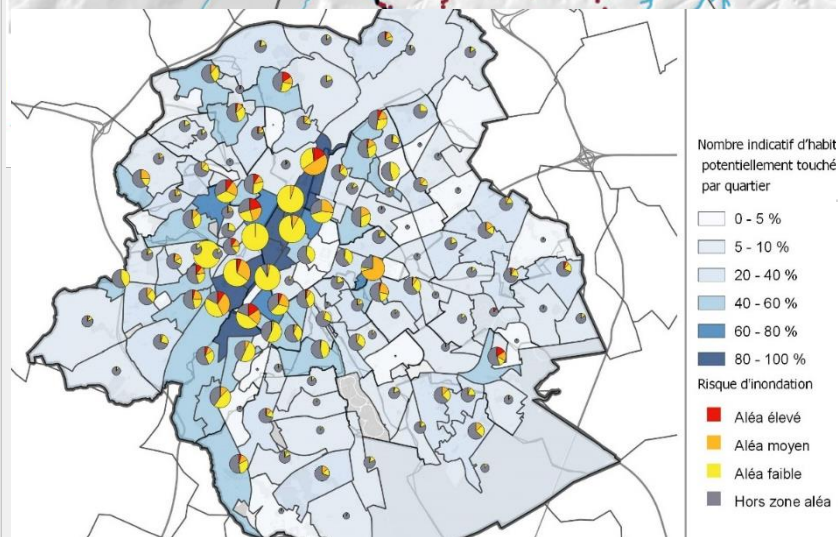 Nombre indicatif d'habit
potentiellement touché
par quartier
0 - 5 %
5 - 10 %
20 - 40 %
40 - 60 %
60 - 80 %
80 - 100 %
Risque d'inondation
Aléa élevé
Aléa moyen
Aléa faible
Hors zone aléa